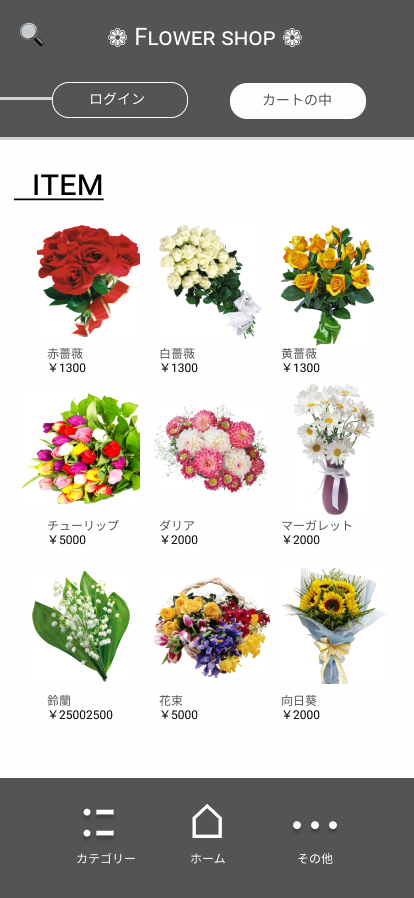 ❁ FLOWER SHOP ❁
ログイン
カートの中
ITEM
赤薔薇
￥1300
白薔薇
￥1300
黄薔薇
￥1300
チューリップ
￥5000
ダリア
￥2000
マーガレット
￥2000
鈴蘭
￥25002500
花束
￥5000
向日葵
￥2000
カテゴリー
ホーム
その他